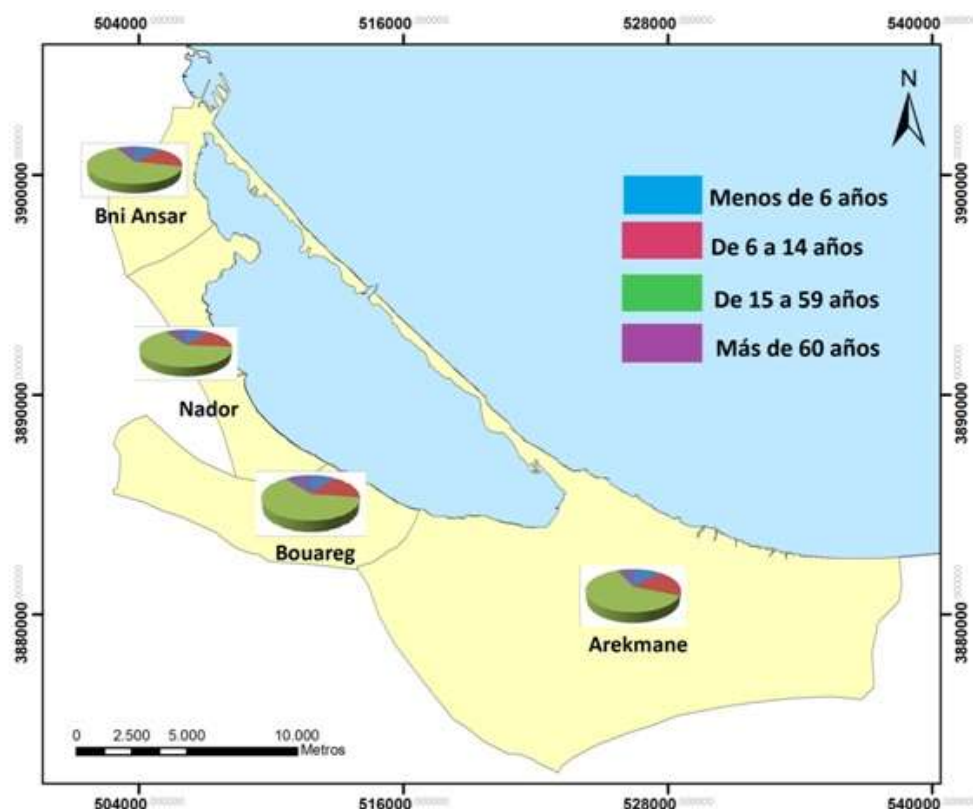 504000 516000 528000 540000
N
3900000 3900000
Menos de 6 años
De 6 a 14 años
De 15 a 59 años
Más de 60 años
Bni Ansar
3890000 3890000
Nador
Bouareg
3880000 3880000
Arekmane
0 2.500 5.000 10.000
Metros
504000 516000 528000 540000